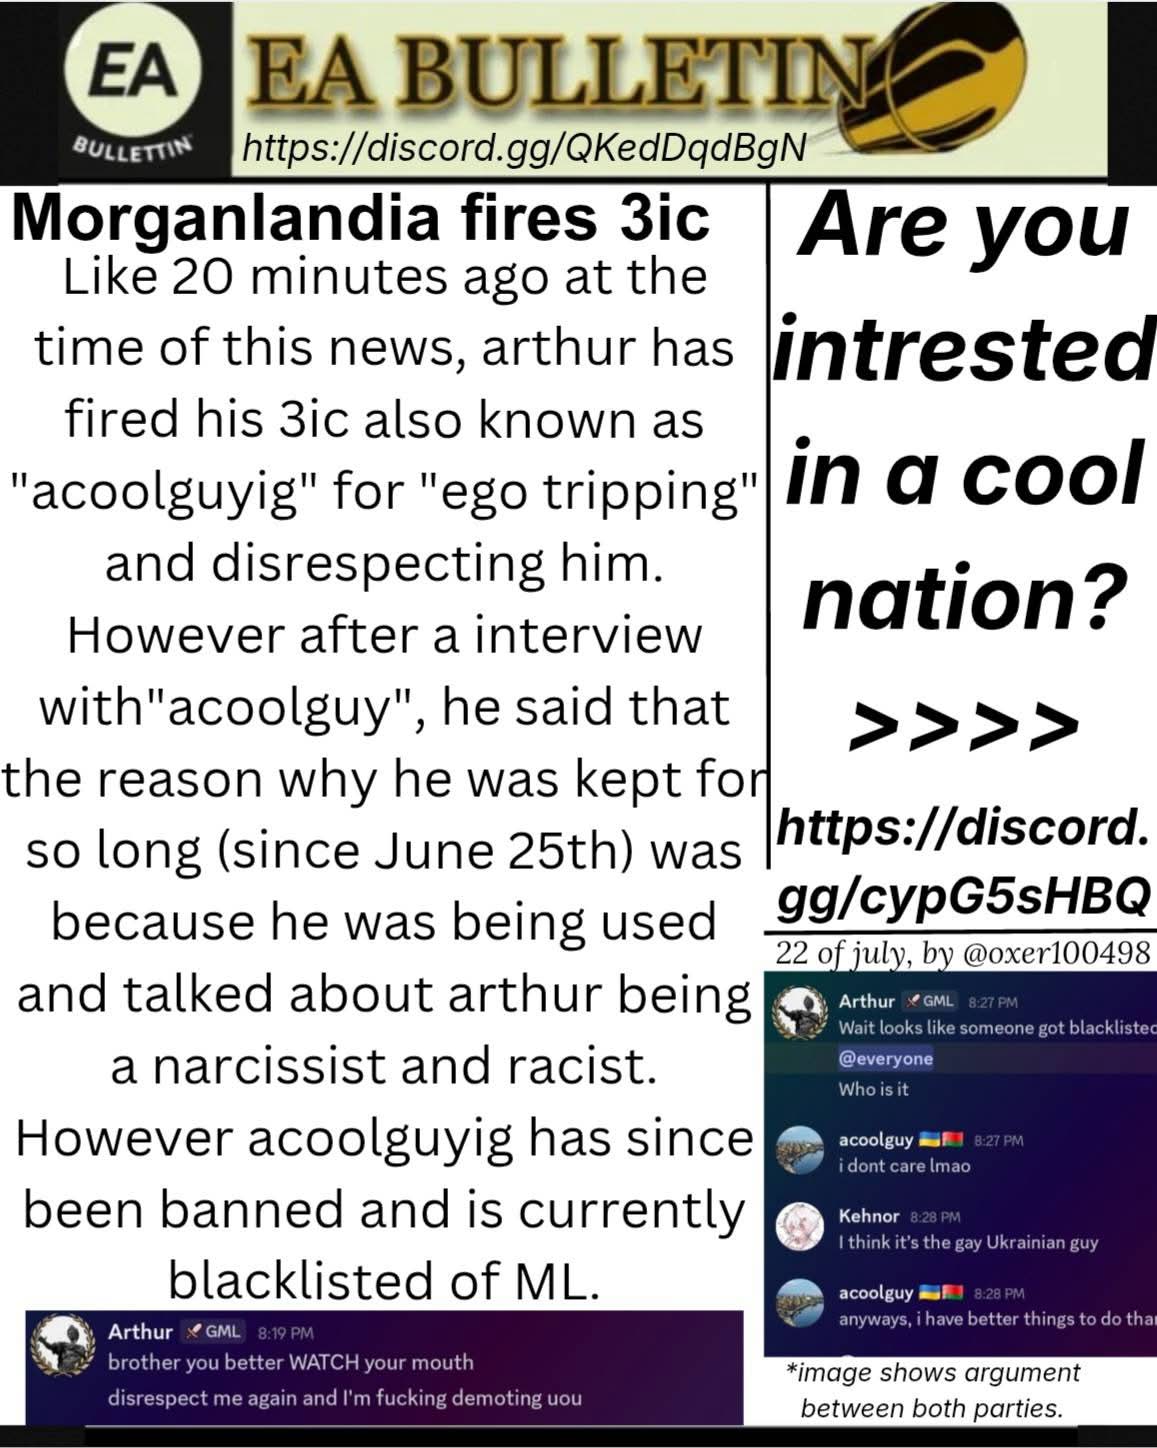 EA
BULLETTIN
EA BULLETIN
https://discord.gg/QKedDqdBgN
Morganlandia fires 3ic
Like 20 minutes ago at the
time of this news, arthur has
fired his 3ic also known as
"acoolguyig" for "ego tripping"
and disrespecting him.
However after a interview
with"acoolguy", he said that
the reason why he was kept for
so long (since June 25th) was
because he was being used
and talked about arthur being
a narcissist and racist.
However acoolguyig has since
been banned and is currently
blacklisted of ML.
Arthur GML 8:19 PM
brother you better WATCH your mouth
disrespect me again and I'm fucking demoting uou
Are you
intrested
in a cool
nation?
>>>>
https://discord.
gg/cypG5sHBQ
22 of july, by @oxer100498
Arthur GML 8:27 PM
Wait looks like someone got blacklisted
@everyone
Who is it
acoolguy 🇺🇦🇧🇾 8:27 PM
i dont care lmao
Kehnor 8:28 PM
I think it's the gay Ukrainian guy
acoolguy 🇺🇦🇧🇾 8:28 PM
anyways, i have better things to do than
*image shows argument
between both parties.